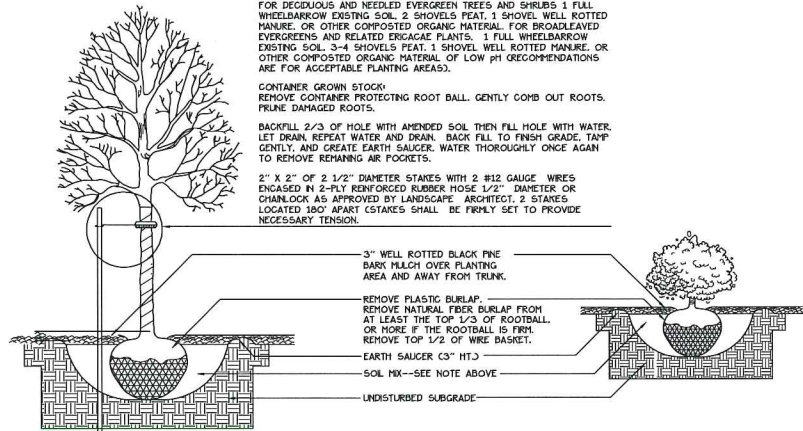 FOR DECIDUOUS AND NEEDLED EVERGREEN TREES AND SHRUBS 1 FULL
WHEELBARROW EXISTING SOIL, 2 SHOVELS PEAT, 1 SHOVEL WELL ROTTED
MANURE, OR OTHER COMPOSTED ORGANIC MATERIAL. FOR BROADLEAVED
EVERGREENS AND RELATED ERICACAE PLANTS, 1 FULL WHEELBARROW
EXISTING SOIL, 3-4 SHOVELS PEAT, 1 SHOVEL WELL ROTTED MANURE, OR
OTHER COMPOSTED ORGANIC MATERIAL OF LOW pH (RECOMMENDATIONS
ARE FOR ACCEPTABLE PLANTING AREAS).
CONTAINER GROWN STOCK:
REMOVE CONTAINER PROTECTING ROOT BALL. GENTLY COMB OUT ROOTS.
PRUNE DAMAGED ROOTS.
BACKFILL 2/3 OF HOLE WITH AMENDED SOIL THEN FILL HOLE WITH WATER,
LET DRAIN, REPEAT WATER AND DRAIN. BACK FILL TO FINISH GRADE, TAMP
GENTLY, AND CREATE EARTH SAUCER. WATER THOROUGHLY ONCE AGAIN
TO REMOVE REMAINING AIR POCKETS.
2" X 2" OF 2 1/2" DIAMETER STAKES WITH 2 #12 GAUGE WIRES
ENCASED IN 2-PLY REINFORCED RUBBER HOSE 1/2" DIAMETER OR
CHAINLOCK AS APPROVED BY LANDSCAPE ARCHITECT. 2 STAKES
LOCATED 180° APART (STAKES SHALL BE FIRMLY SET TO PROVIDE
NECESSARY TENSION.
3" WELL ROTTED BLACK PINE
BARK MULCH OVER PLANTING
AREA AND AWAY FROM TRUNK.
REMOVE PLASTIC BURLAP.
REMOVE NATURAL FIBER BURLAP FROM
AT LEAST THE TOP 1/3 OF ROOTBALL,
OR MORE IF THE ROOTBALL IS FIRM.
REMOVE TOP 1/2 OF WIRE BASKET.
EARTH SAUCER (3" HT.)
SOIL MIX--SEE NOTE ABOVE
UNDISTURBED SUBGRADE